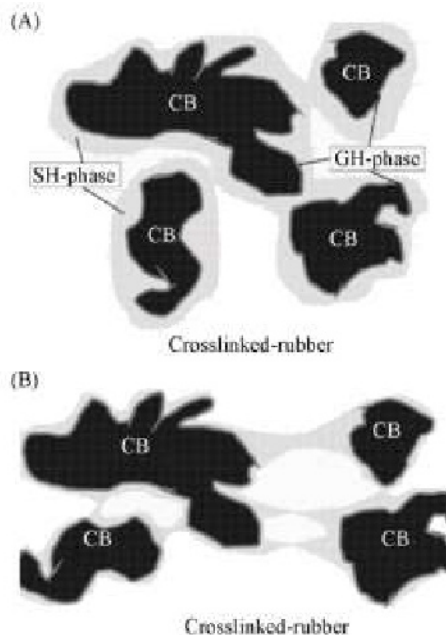 (A)
CB
CB
SH-phase
GH-phase
CB
CB
Crosslinked-rubber
(B)
CB
CB
CB
CB
Crosslinked-rubber